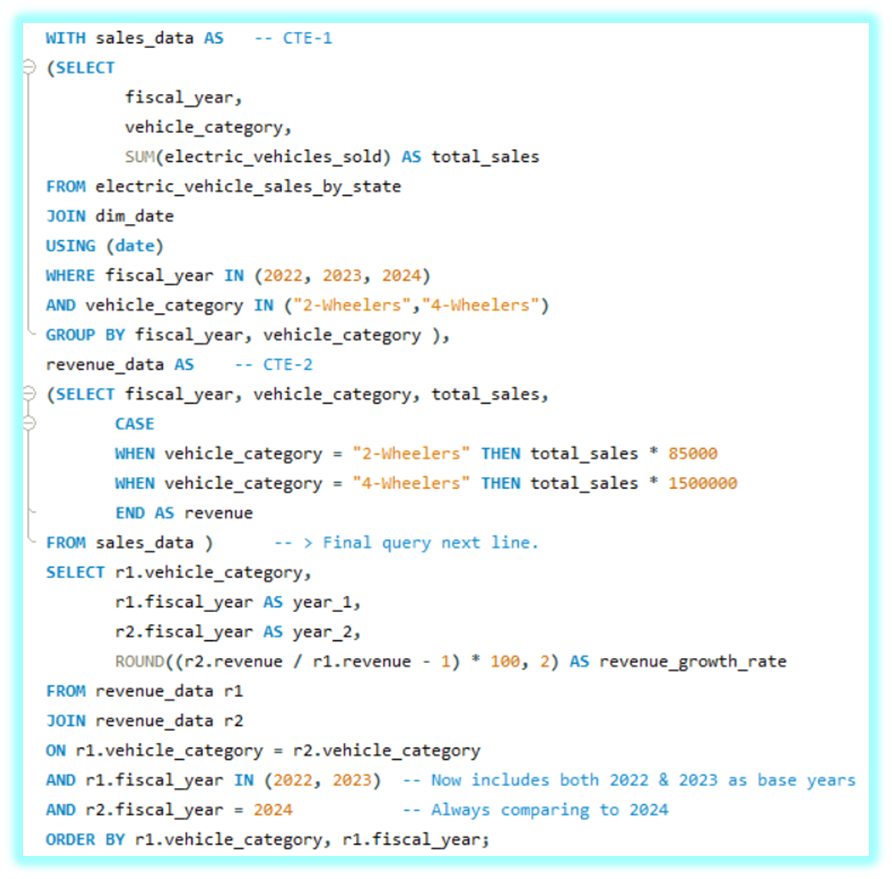 WITH sales_data AS   -- CTE-1
(SELECT
        fiscal_year,
        vehicle_category,
        SUM(electric_vehicles_sold) AS total_sales
FROM electric_vehicle_sales_by_state
JOIN dim_date
USING (date)
WHERE fiscal_year IN (2022, 2023, 2024)
AND vehicle_category IN ("2-Wheelers","4-Wheelers")
GROUP BY fiscal_year, vehicle_category ),
revenue_data AS    -- CTE-2
(SELECT fiscal_year, vehicle_category, total_sales,
       CASE
       WHEN vehicle_category = "2-Wheelers" THEN total_sales * 85000
       WHEN vehicle_category = "4-Wheelers" THEN total_sales * 1500000
       END AS revenue
FROM sales_data )      -- > Final query next line.
SELECT r1.vehicle_category,
       r1.fiscal_year AS year_1,
       r2.fiscal_year AS year_2,
       ROUND((r2.revenue / r1.revenue - 1) * 100, 2) AS revenue_growth_rate
FROM revenue_data r1
JOIN revenue_data r2
ON r1.vehicle_category = r2.vehicle_category
AND r1.fiscal_year IN (2022, 2023)  -- Now includes both 2022 & 2023 as base years
AND r2.fiscal_year = 2024           -- Always comparing to 2024
ORDER BY r1.vehicle_category, r1.fiscal_year;